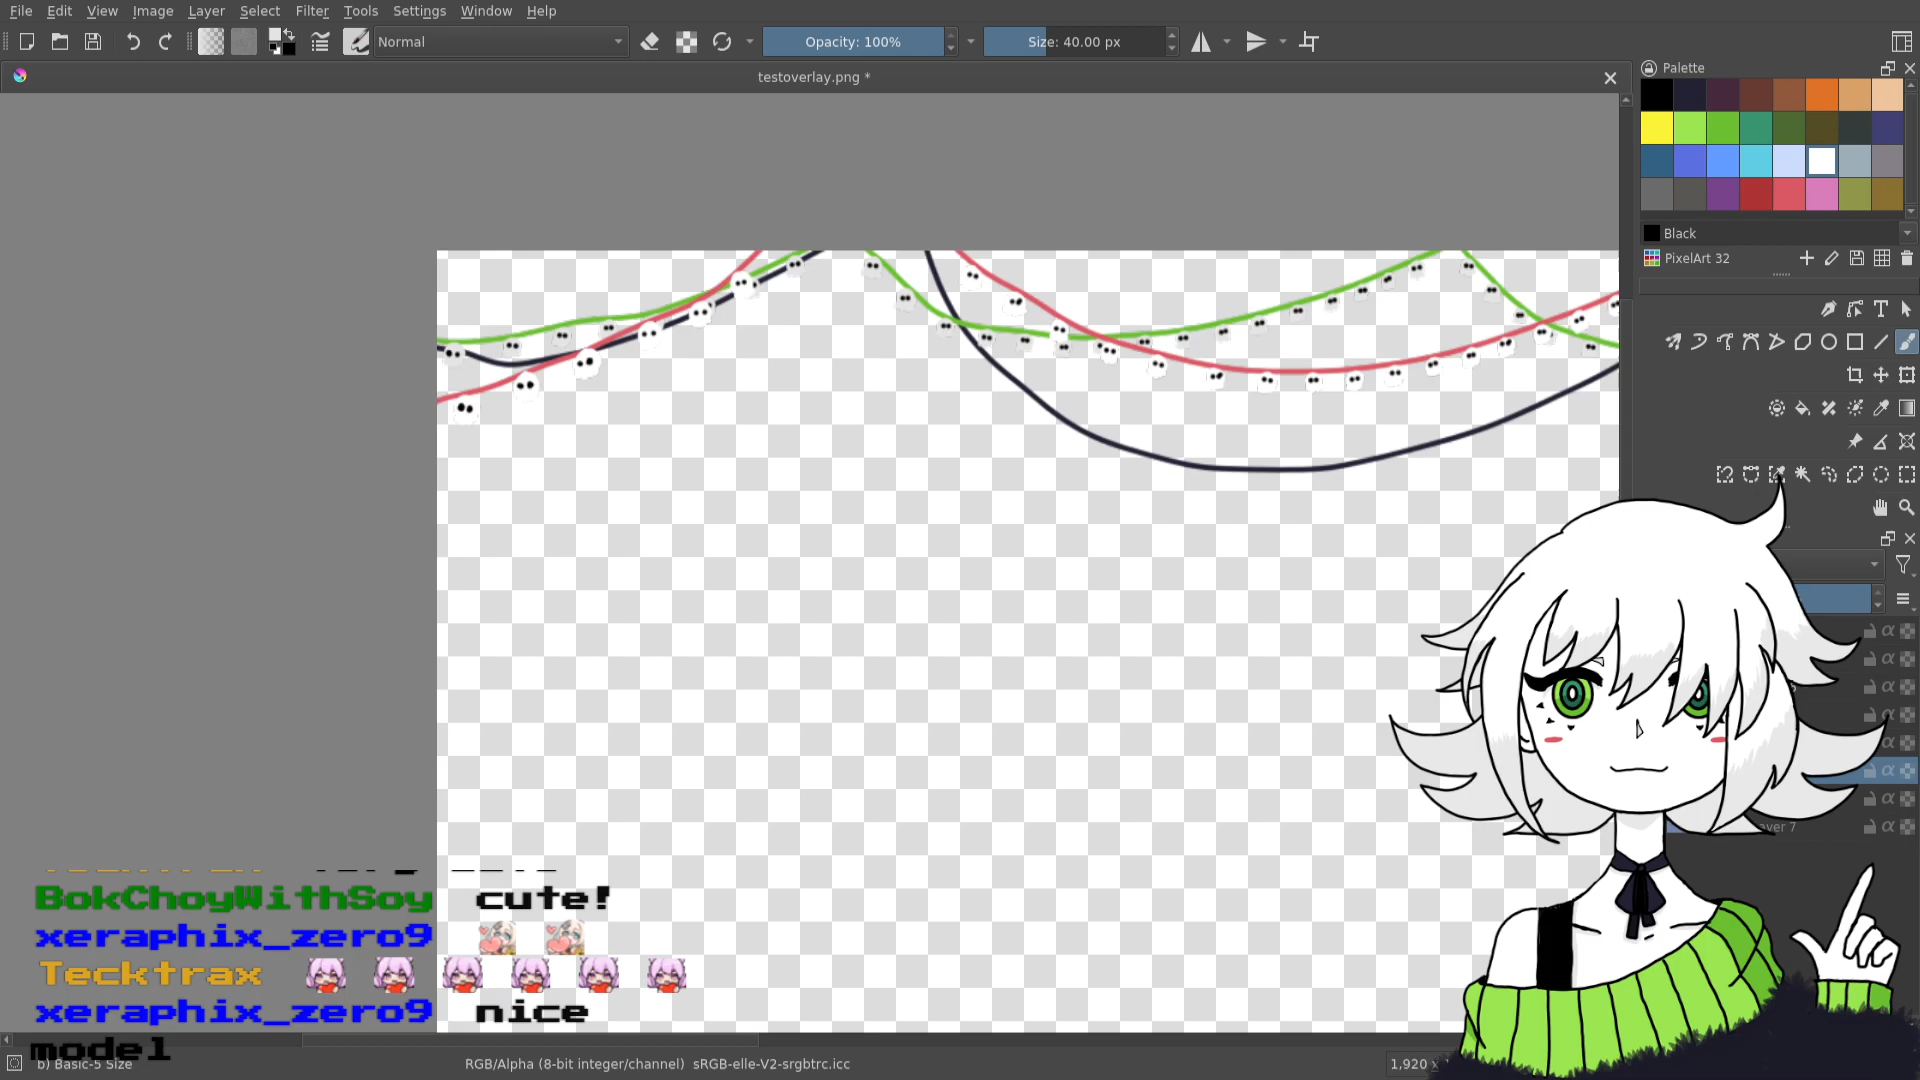 File Edit View Image Layer Select Filter Tools Settings Window Help
Normal Opacity: 100% Size: 40.00 px
testoverlay.png *
Palette
Black
PixelArt 32
BokChoyWithSoy cute!
xeraphix_zero9
Tecktrax
xeraphix_zero9 nice
model
b) Basic-5 Size RGB/Alpha (8-bit integer/channel) sRGB-elle-V2-srgbtrc.icc 1,920